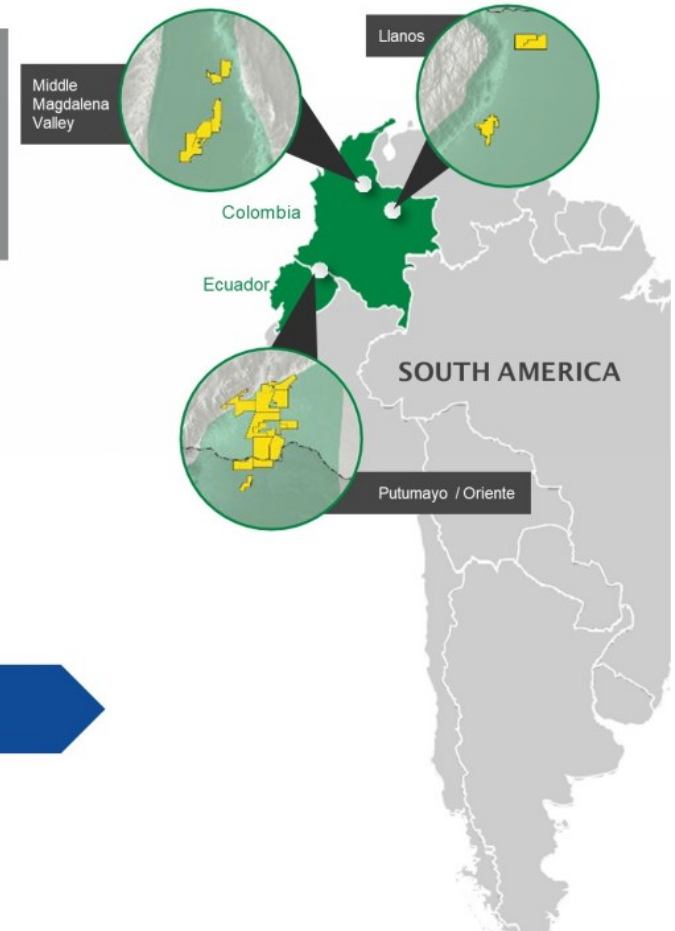 Llanos
Middle
Magdalena
Valley
Colombia
Ecuador
SOUTH AMERICA
Putumayo / Oriente